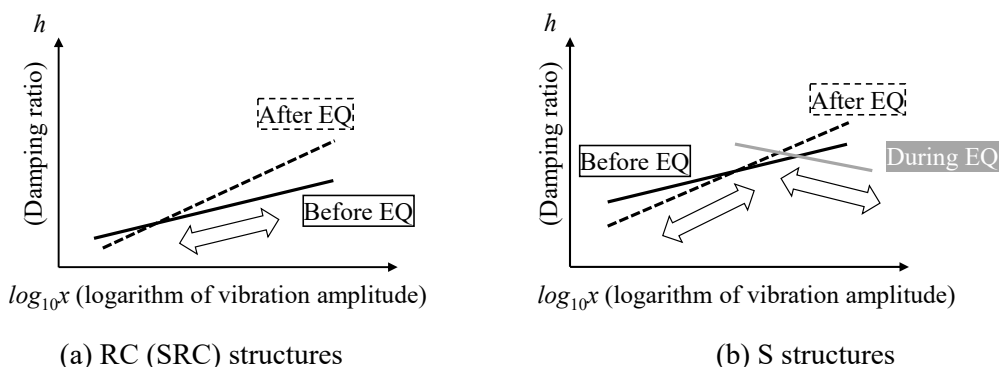 h
(Damping ratio)
After EQ
Before EQ
log10x (logarithm of vibration amplitude)
(a) RC (SRC) structures
h
(Damping ratio)
After EQ
Before EQ
During EQ
log10x (logarithm of vibration amplitude)
(b) S structures